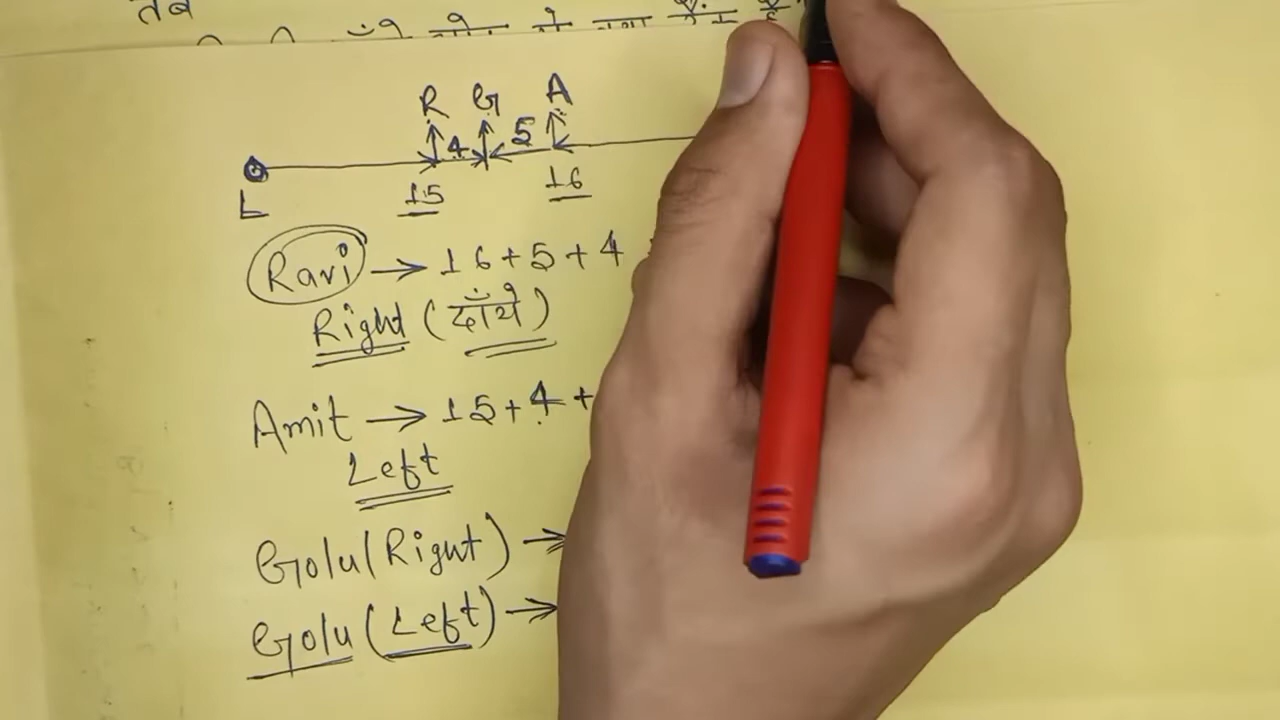 तब
R G A
4 5
L 15 16
Ravi → 16+5+4
Right (दांये)
Amit → 15+4+
Left
Golu (Right) →
Golu (Left) →